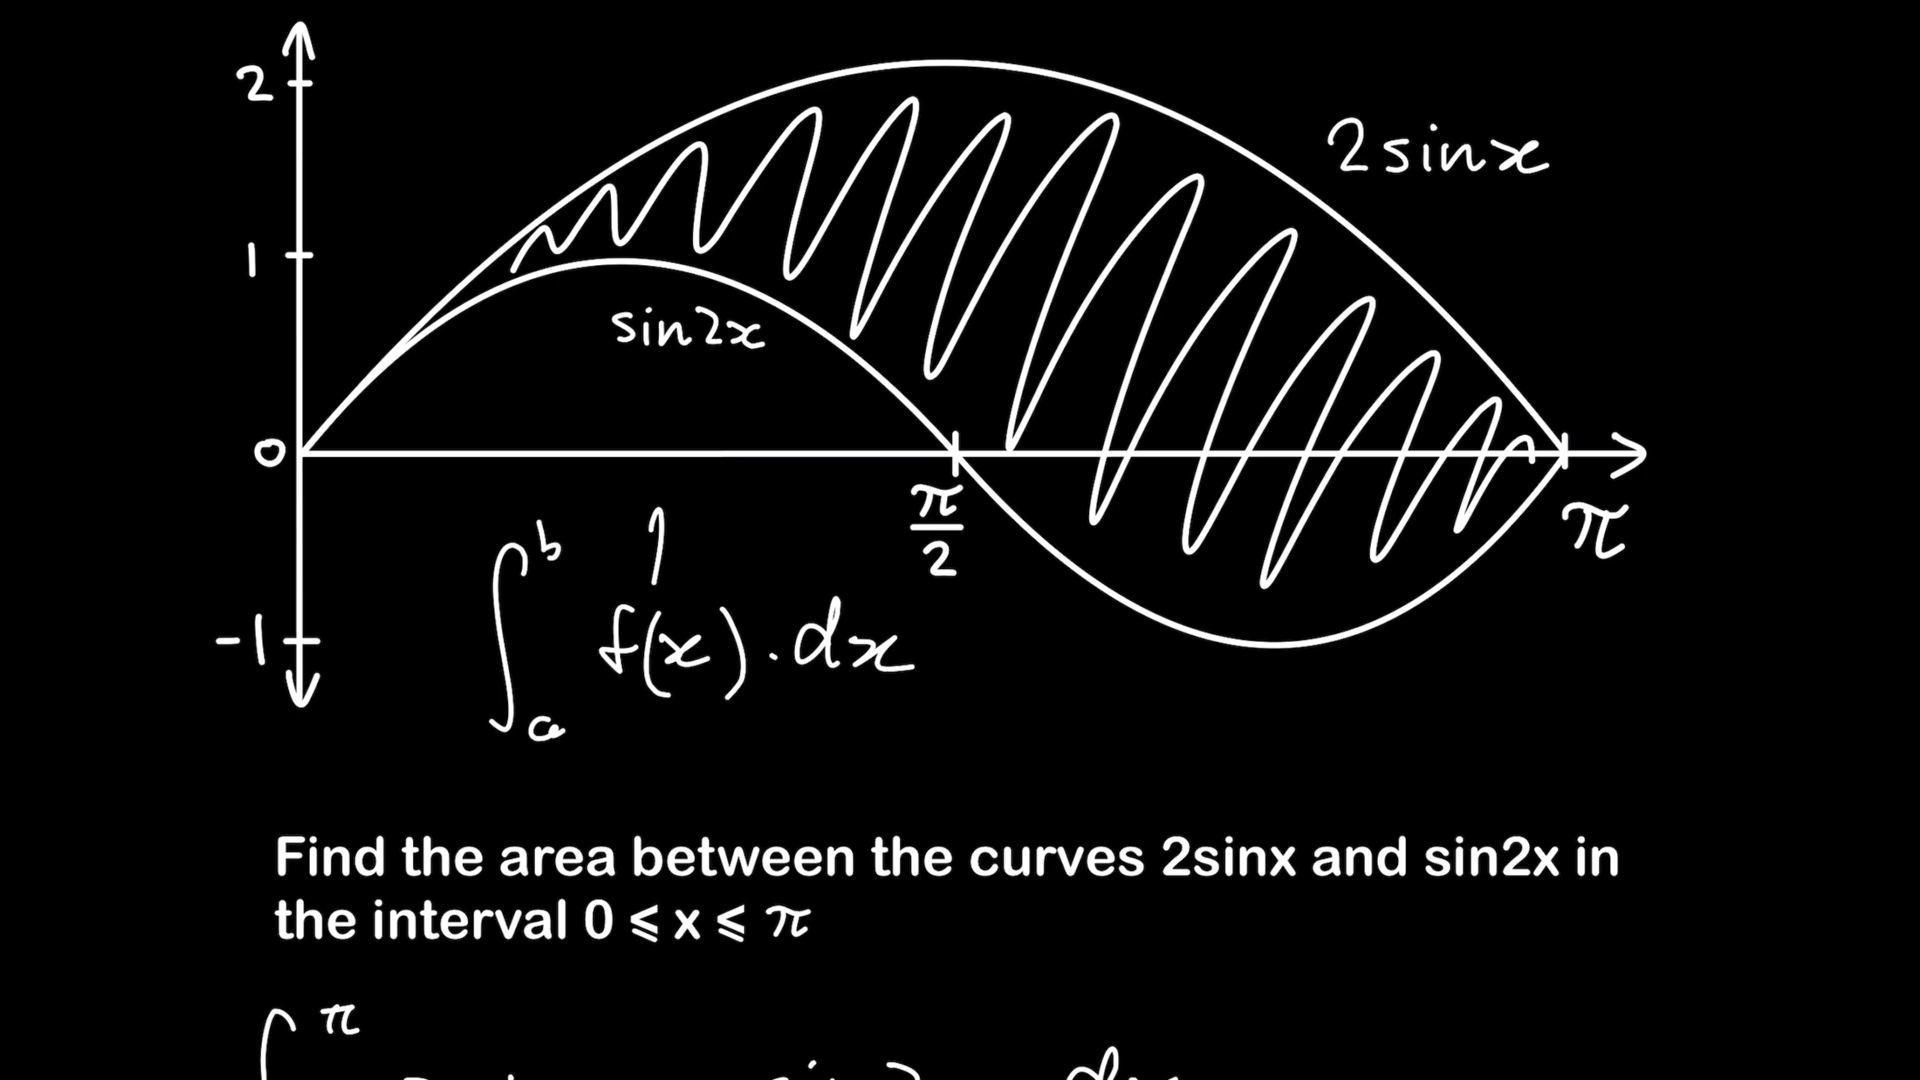 2
2sinx
1
sin2x
0
π/2
π
∫ₐᵇ f(x).dx
-1
Find the area between the curves 2sinx and sin2x in
the interval 0 ⩽ x ⩽ π
π